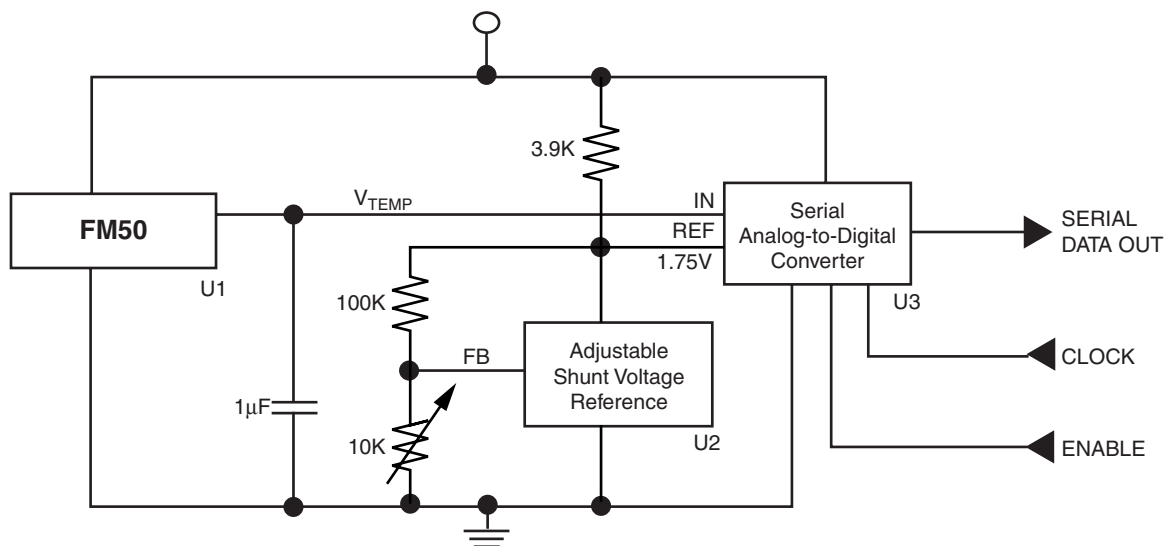 3.9K
V_TEMP
IN
FM50
Serial
Analog-to-Digital
Converter
SERIAL
DATA OUT
REF
1.75V
U1
U3
100K
FB
Adjustable
Shunt Voltage
Reference
CLOCK
1µF
10K
U2
ENABLE